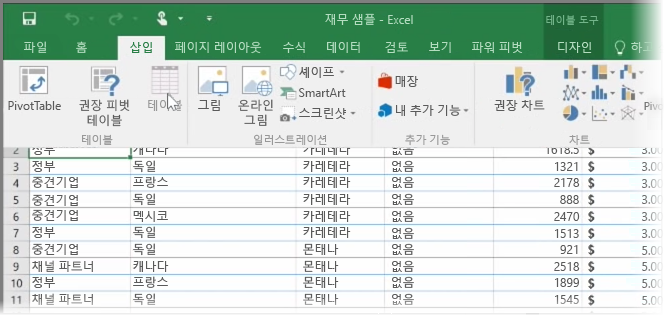 재무 샘플 - Excel 테이블 도구
파일 홈 삽입 페이지 레이아웃 수식 데이터 검토 보기 파워 피벗 디자인 하고
PivotTable 권장 피벗 테이블 테이블 그림 온라인 그림 셰이프 SmartArt 스크린샷 매장 내 추가 기능 권장 차트
테이블 일러스트레이션 추가 기능 차트
2 정부 캐나다 카레테라 없음 1618.5 $ 3.00
3 정부 독일 카레테라 없음 1321 $ 3.00
4 중견기업 프랑스 카레테라 없음 2178 $ 3.00
5 중견기업 독일 카레테라 없음 888 $ 3.00
6 중견기업 멕시코 카레테라 없음 2470 $ 3.00
7 정부 독일 카레테라 없음 1513 $ 3.00
8 중견기업 독일 몬태나 없음 921 $ 5.00
9 채널 파트너 캐나다 몬태나 없음 2518 $ 5.00
10 정부 프랑스 몬태나 없음 1899 $ 5.00
11 채널 파트너 독일 몬태나 없음 1545 $ 5.00